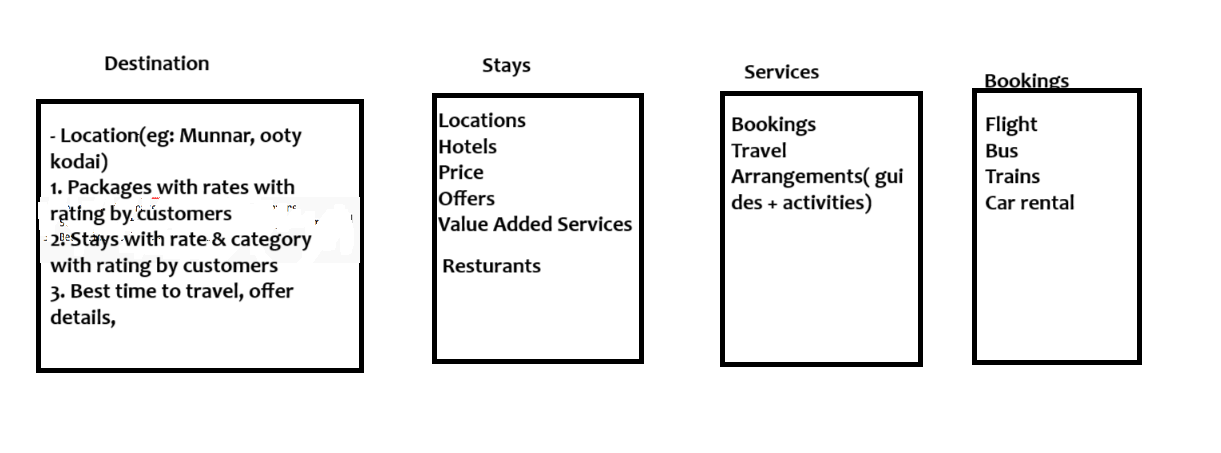 Destination
- Location(eg: Munnar, ooty
kodai)
1. Packages with rates with
rating by customers
2. Stays with rate & category
with rating by customers
3. Best time to travel, offer
details,
Stays
Locations
Hotels
Price
Offers
Value Added Services
Resturants
Services
Bookings
Travel
Arrangements( gui
des + activities)
Bookings
Flight
Bus
Trains
Car rental